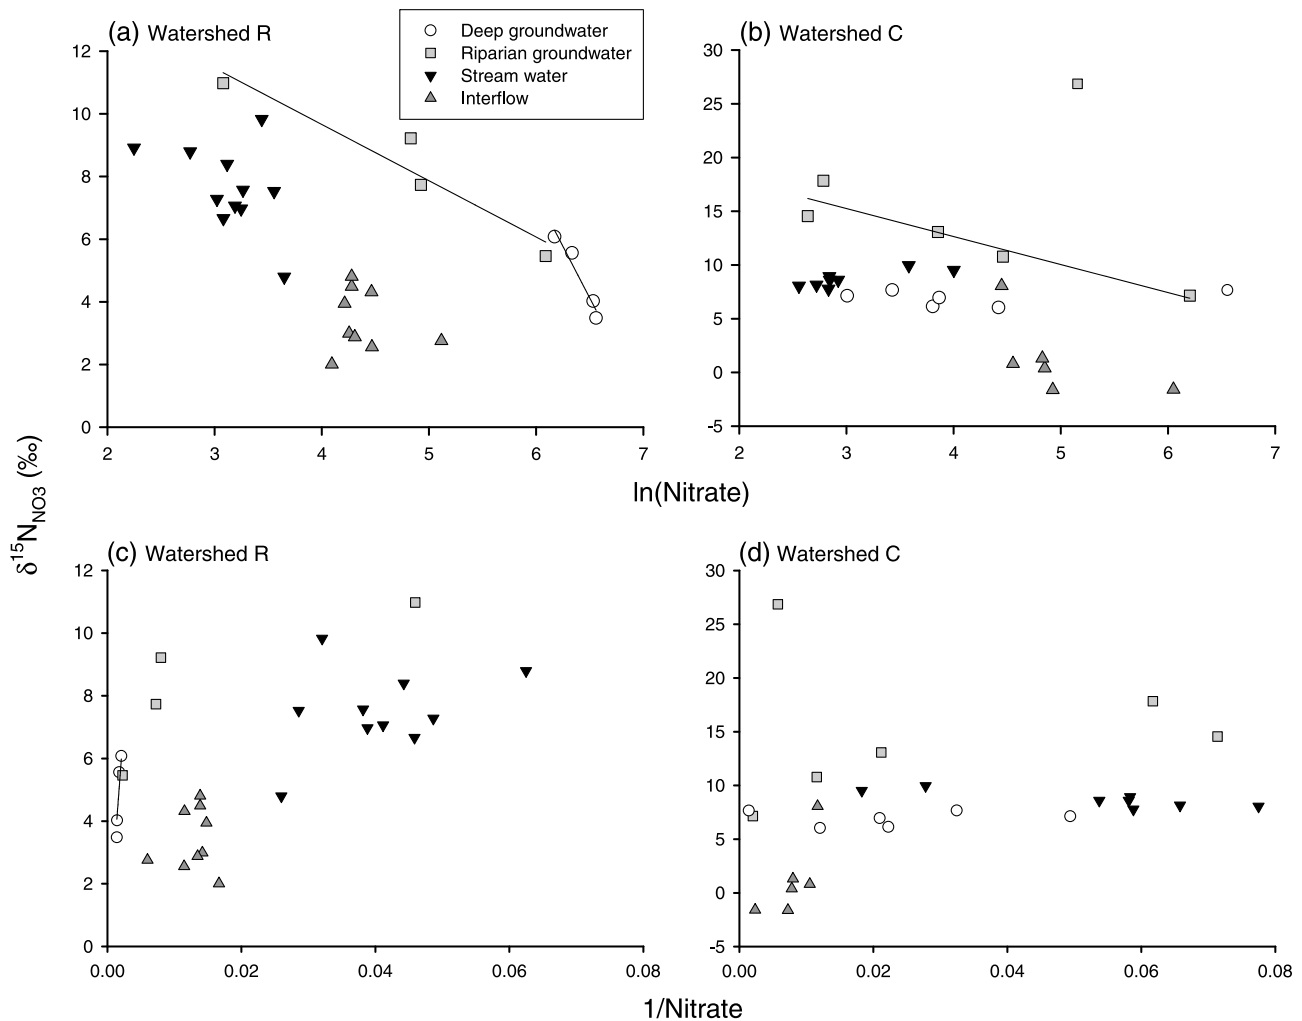 (a) Watershed R
Deep groundwater
Riparian groundwater
Stream water
Interflow
(b) Watershed C
12
10
8
6
4
2
0
2 3 4 5 6 7
30
25
20
15
10
5
0
-5
2 3 4 5 6 7
ln(Nitrate)
δ15NNO3 (‰)
(c) Watershed R
(d) Watershed C
12
10
8
6
4
2
0
0.00 0.02 0.04 0.06 0.08
30
25
20
15
10
5
0
-5
0.00 0.02 0.04 0.06 0.08
1/Nitrate